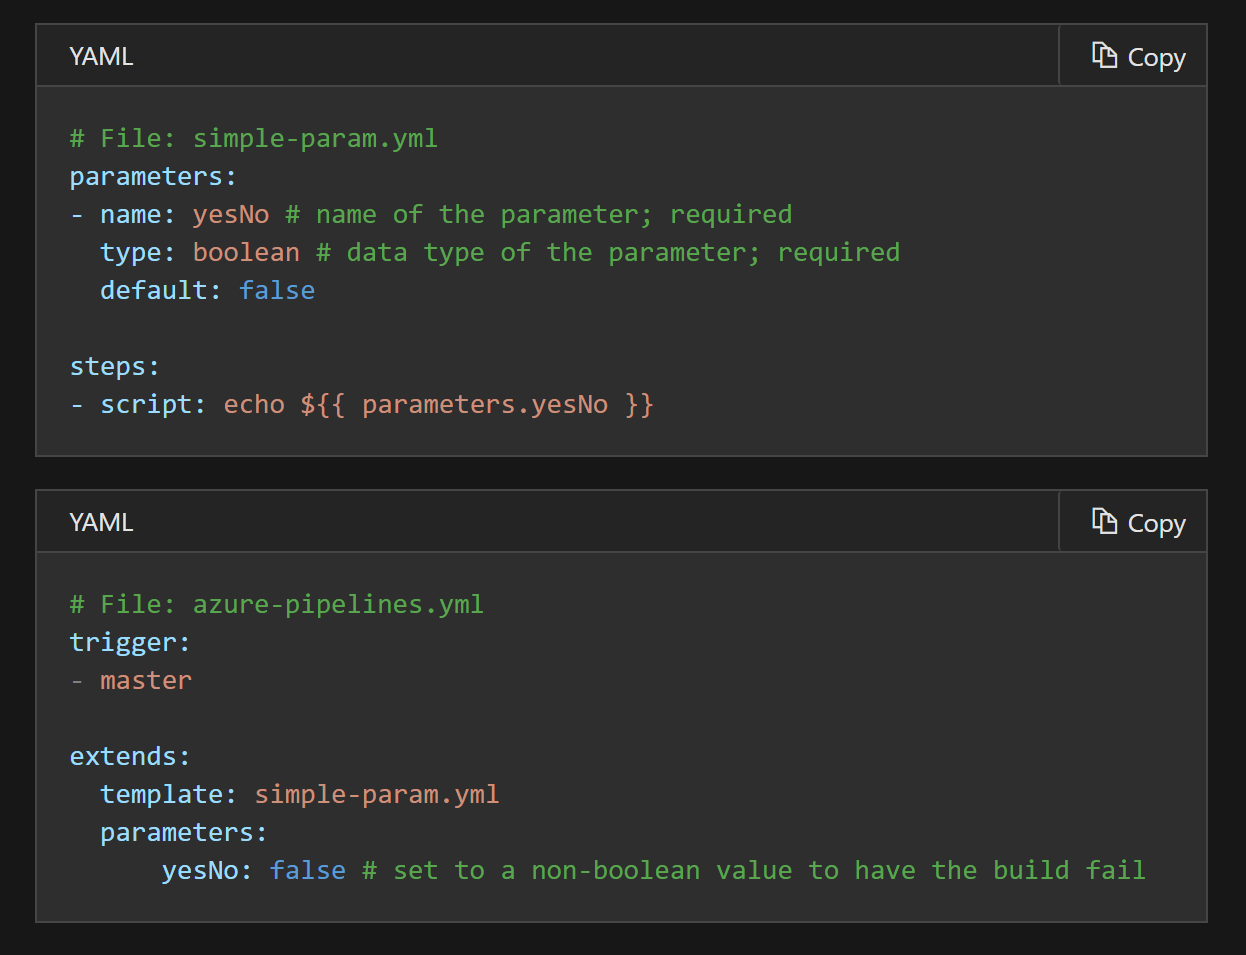 YAML
Copy
# File: simple-param.yml
parameters:
- name: yesNo # name of the parameter; required
  type: boolean # data type of the parameter; required
  default: false

steps:
- script: echo ${{ parameters.yesNo }}
YAML
Copy
# File: azure-pipelines.yml
trigger:
- master

extends:
  template: simple-param.yml
  parameters:
      yesNo: false # set to a non-boolean value to have the build fail